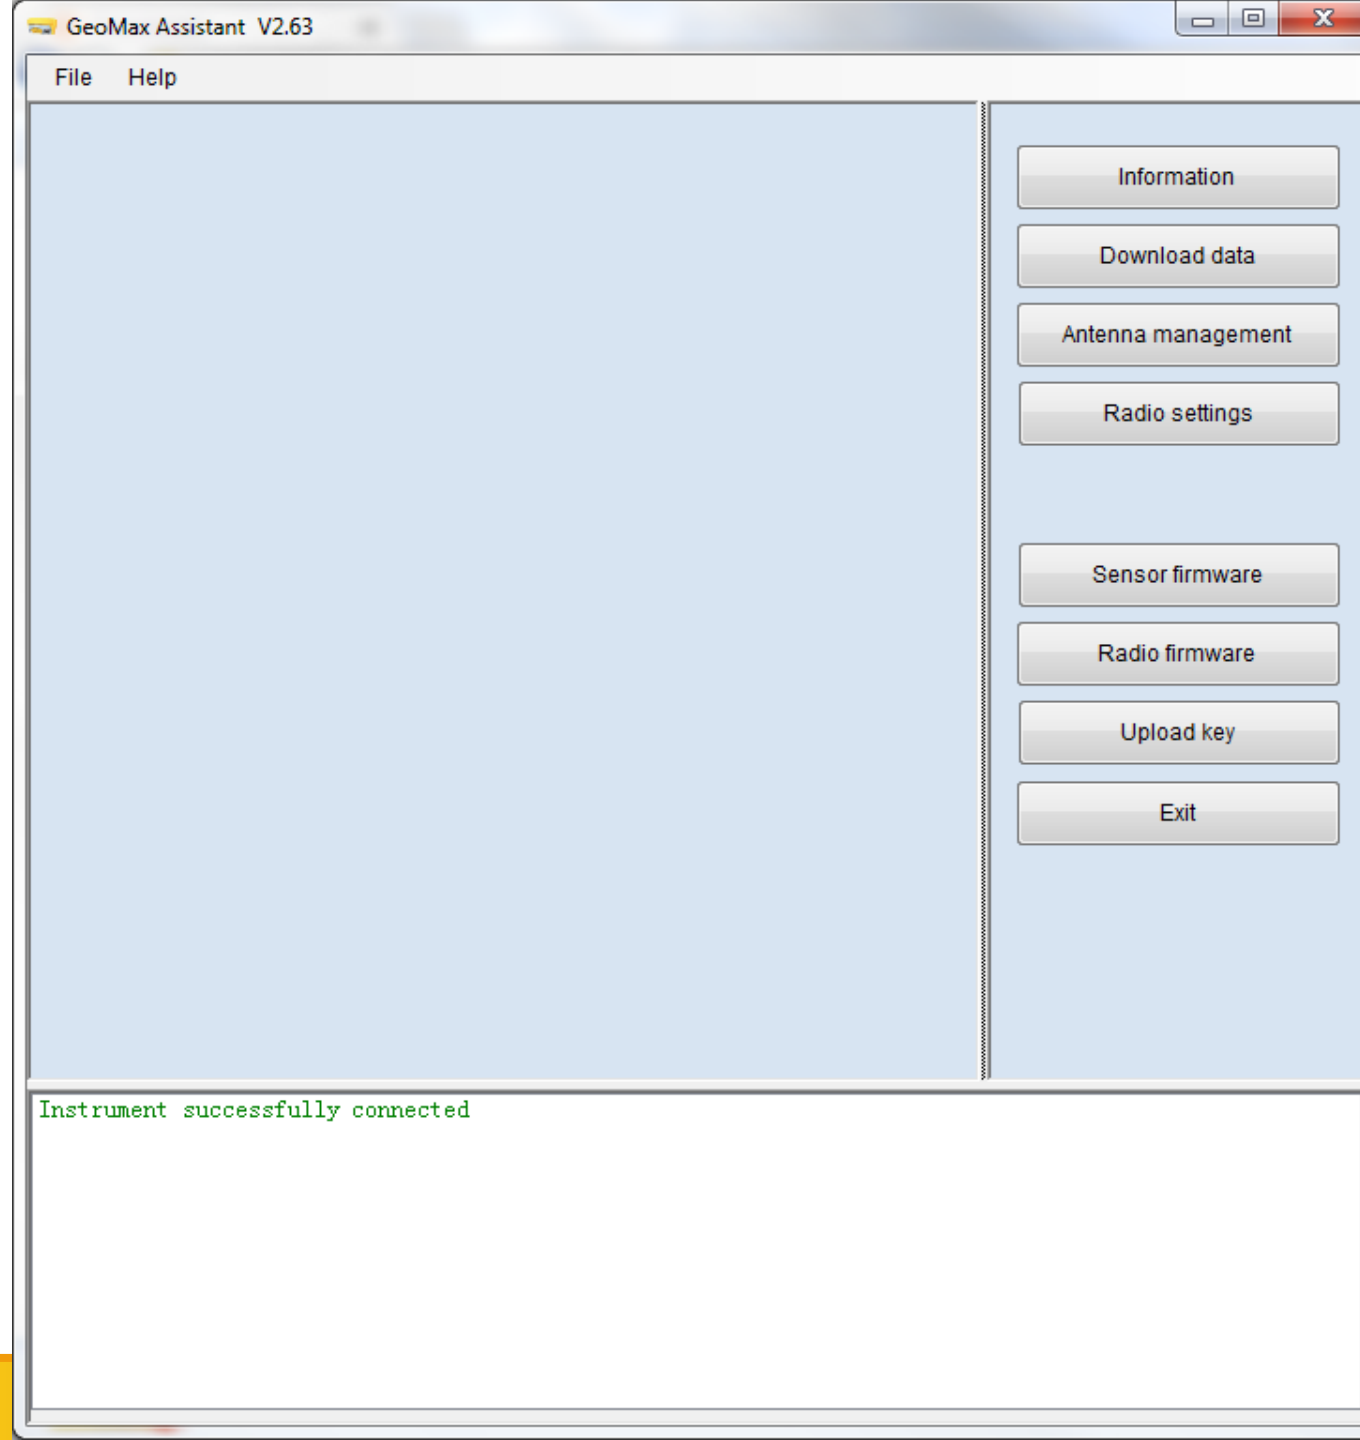 GeoMax Assistant V2.63
File Help
Information
Download data
Antenna management
Radio settings
Sensor firmware
Radio firmware
Upload key
Exit
Instrument successfully connected